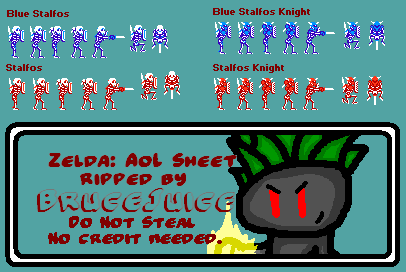 Blue Stalfos
Blue Stalfos Knight
Stalfos
Stalfos Knight
Zelda: AoL Sheet
ripped by
BruceJuice
Do Not Steal
No credit needed.